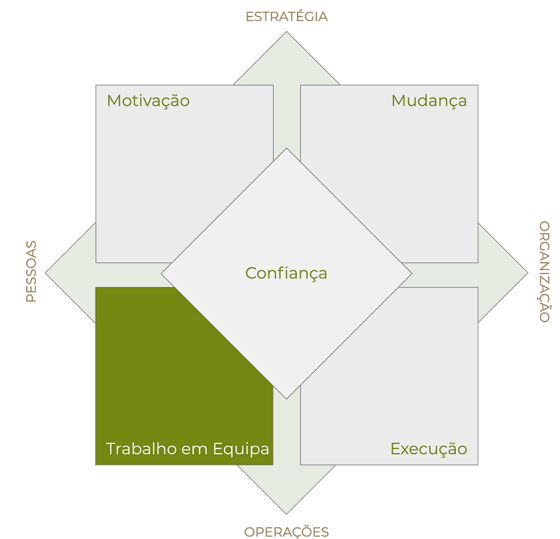 ESTRATÉGIA
Motivação
Mudança
PESSOAS
Confiança
ORGANIZAÇÃO
Trabalho em Equipa
Execução
OPERAÇÕES